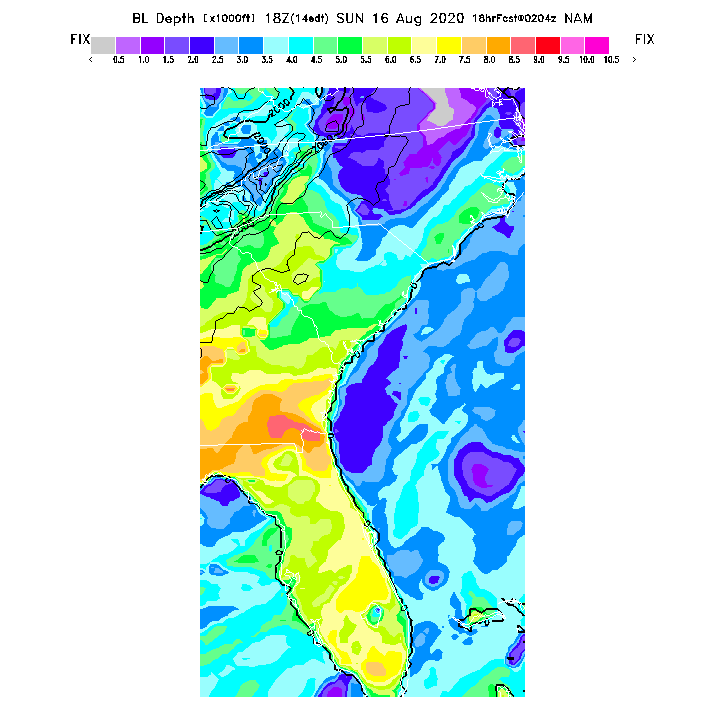 BL Depth [x1000ft] 18Z(14edt) SUN 16 Aug 2020 18hrFcst@0204z NAM
FIX FIX
< 0.5 1.0 1.5 2.0 2.5 3.0 3.5 4.0 4.5 5.0 5.5 6.0 6.5 7.0 7.5 8.0 8.5 9.0 9.5 10.0 10.5 >
2000